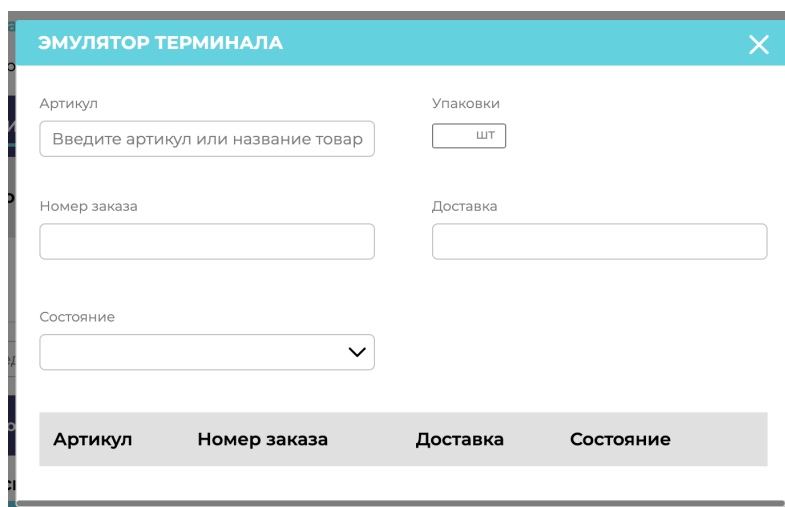 ЭМУЛЯТОР ТЕРМИНАЛА
Артикул Упаковки
Введите артикул или название товар шт
Номер заказа Доставка
Состояние
Артикул Номер заказа Доставка Состояние